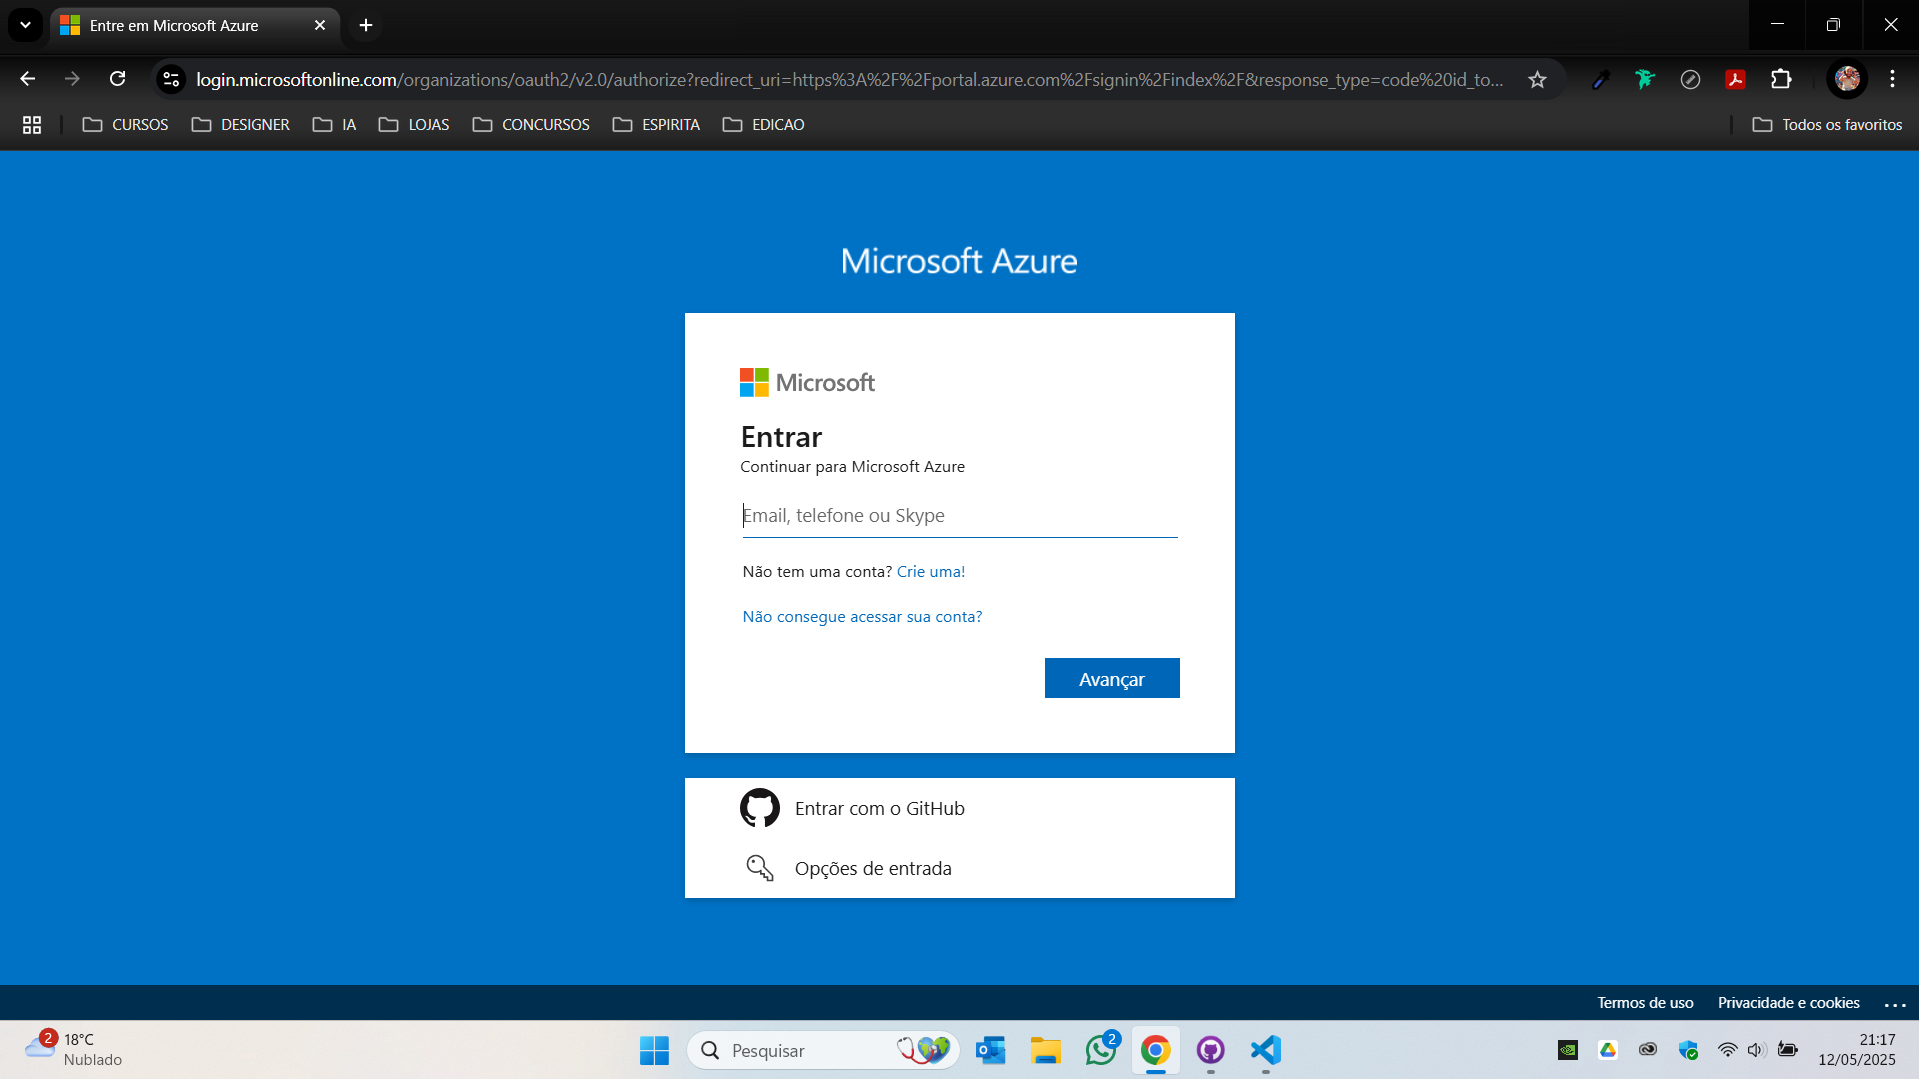 Entre em Microsoft Azure
login.microsoftonline.com/organizations/oauth2/v2.0/authorize?redirect_uri=https%3A%2F%2Fportal.azure.com%2Fsignin%2Findex%2F&response_type=code%20id_to...
CURSOS DESIGNER IA LOJAS CONCURSOS ESPIRITA EDICAO Todos os favoritos
Microsoft Azure
Microsoft
Entrar
Continuar para Microsoft Azure
Email, telefone ou Skype
Não tem uma conta? Crie uma!
Não consegue acessar sua conta?
Avançar
Entrar com o GitHub
Opções de entrada
Termos de uso Privacidade e cookies ...
2 18°C
Nublado
Pesquisar
2
21:17
12/05/2025